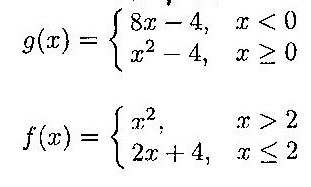 g(x) = { 8x − 4, x < 0
x² − 4, x ≥ 0
f(x) = { x², x > 2
2x + 4, x ≤ 2